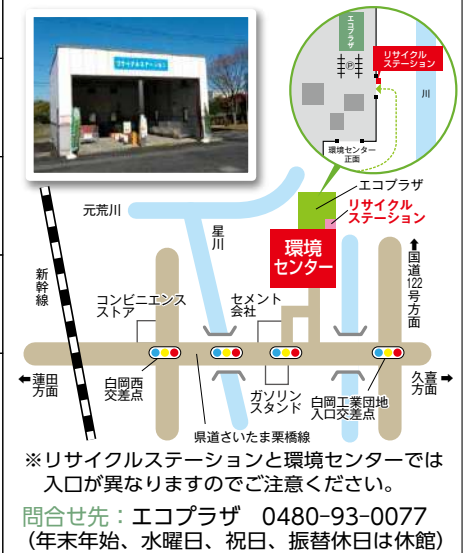 リサイクルステーション
エコプラザ
リサイクル
ステーション
P
川
環境センター
正面
エコプラザ
リサイクル
ステーション
元荒川
星川
環境
センター
新幹線
国道122号方面
コンビニエンス
ストア
セメント
会社
←蓮田
方面
白岡西
交差点
ガソリン
スタンド
白岡工業団地
入口交差点
久喜➡
方面
県道さいたま栗橋線
※リサイクルステーションと環境センターでは
入口が異なりますのでご注意ください。
問合せ先：エコプラザ 0480-93-0077
（年末年始、水曜日、祝日、振替休日は休館）